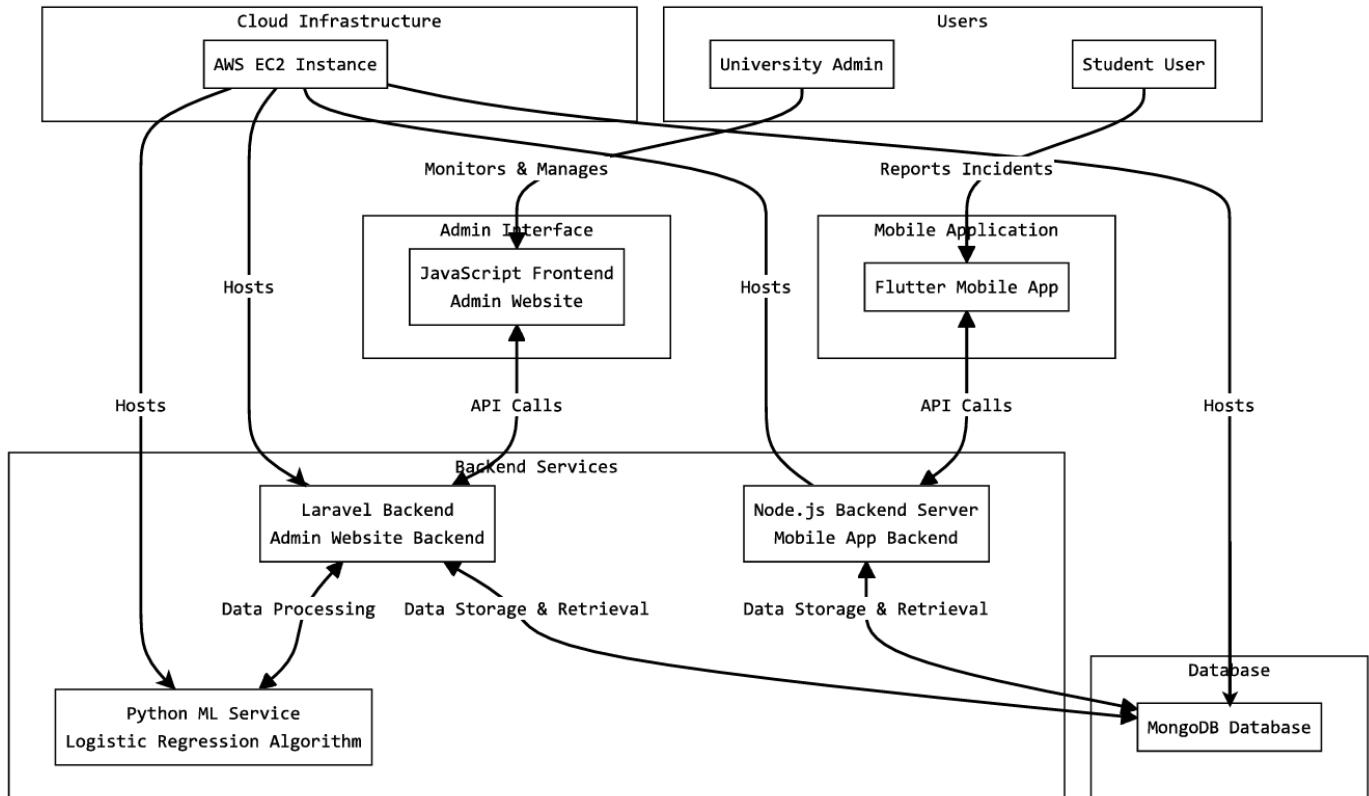 Cloud Infrastructure
Users
AWS EC2 Instance
University Admin
Student User
Monitors & Manages
Reports Incidents
Admin Interface
Mobile Application
JavaScript Frontend
Admin Website
Flutter Mobile App
Hosts
Hosts
Hosts
API Calls
API Calls
Hosts
Backend Services
Laravel Backend
Admin Website Backend
Node.js Backend Server
Mobile App Backend
Data Processing
Data Storage & Retrieval
Data Storage & Retrieval
Database
Python ML Service
Logistic Regression Algorithm
MongoDB Database